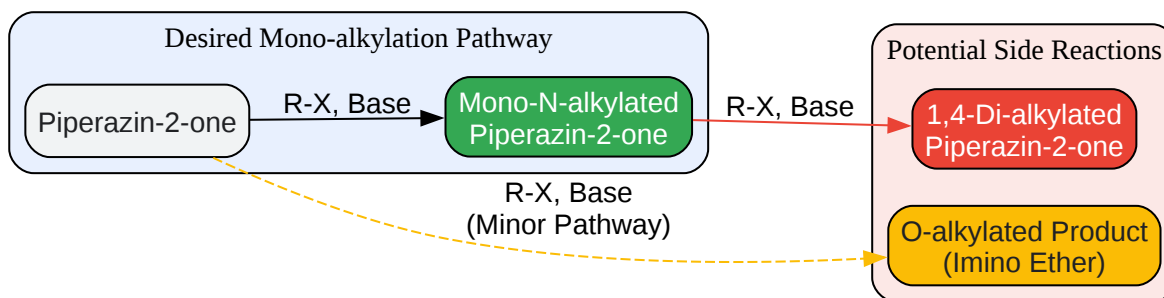 Desired Mono-alkylation Pathway
Potential Side Reactions
Piperazin-2-one
R-X, Base
Mono-N-alkylated
Piperazin-2-one
R-X, Base
1,4-Di-alkylated
Piperazin-2-one
R-X, Base
(Minor Pathway)
O-alkylated Product
(Imino Ether)